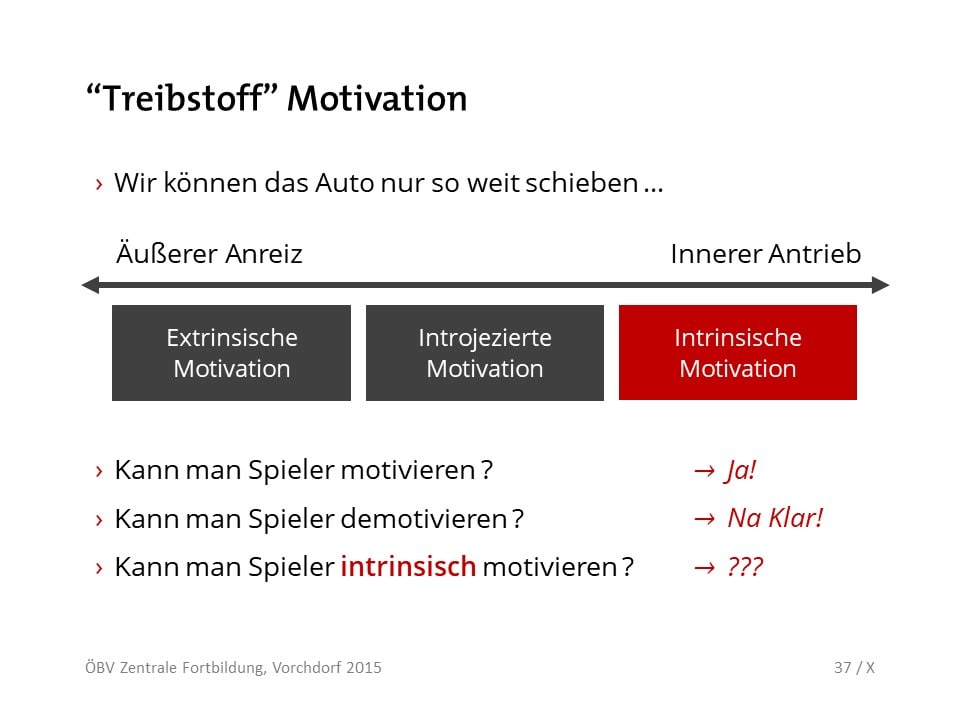 “Treibstoff” Motivation
› Wir können das Auto nur so weit schieben ...
Äußerer Anreiz Innerer Antrieb
Extrinsische Motivation
Introjezierte Motivation
Intrinsische Motivation
› Kann man Spieler motivieren ? → Ja!
› Kann man Spieler demotivieren ? → Na Klar!
› Kann man Spieler intrinsisch motivieren ? → ???
ÖBV Zentrale Fortbildung, Vorchdorf 2015 37 / X